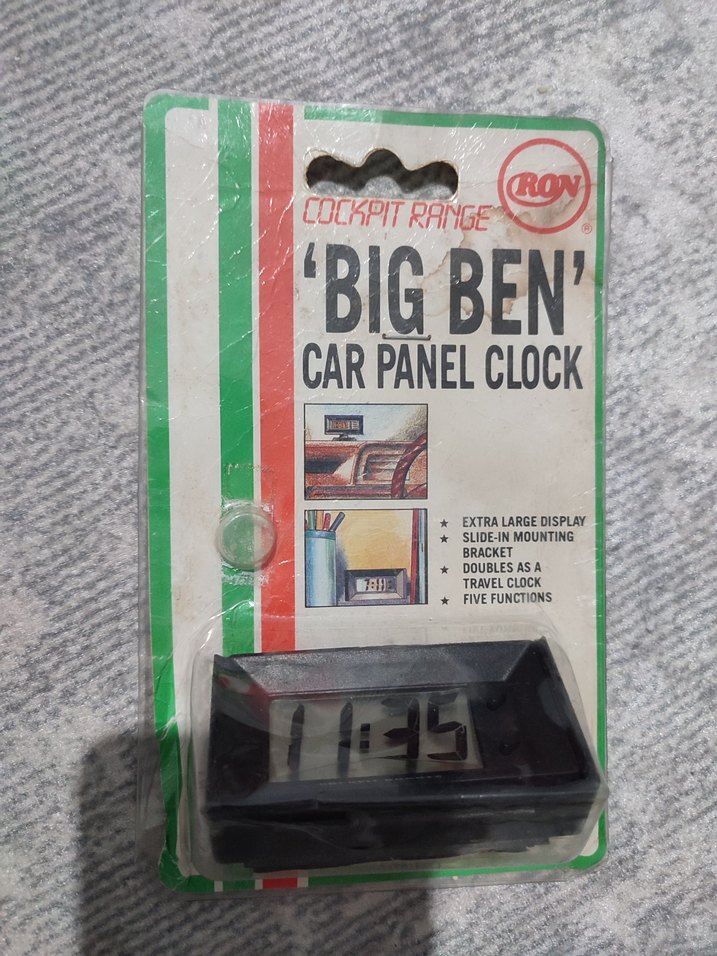 RON
®
COCKPIT RANGE
'BIG BEN'
CAR PANEL CLOCK
★ EXTRA LARGE DISPLAY
★ SLIDE-IN MOUNTING
BRACKET
★ DOUBLES AS A
TRAVEL CLOCK
★ FIVE FUNCTIONS
11:35